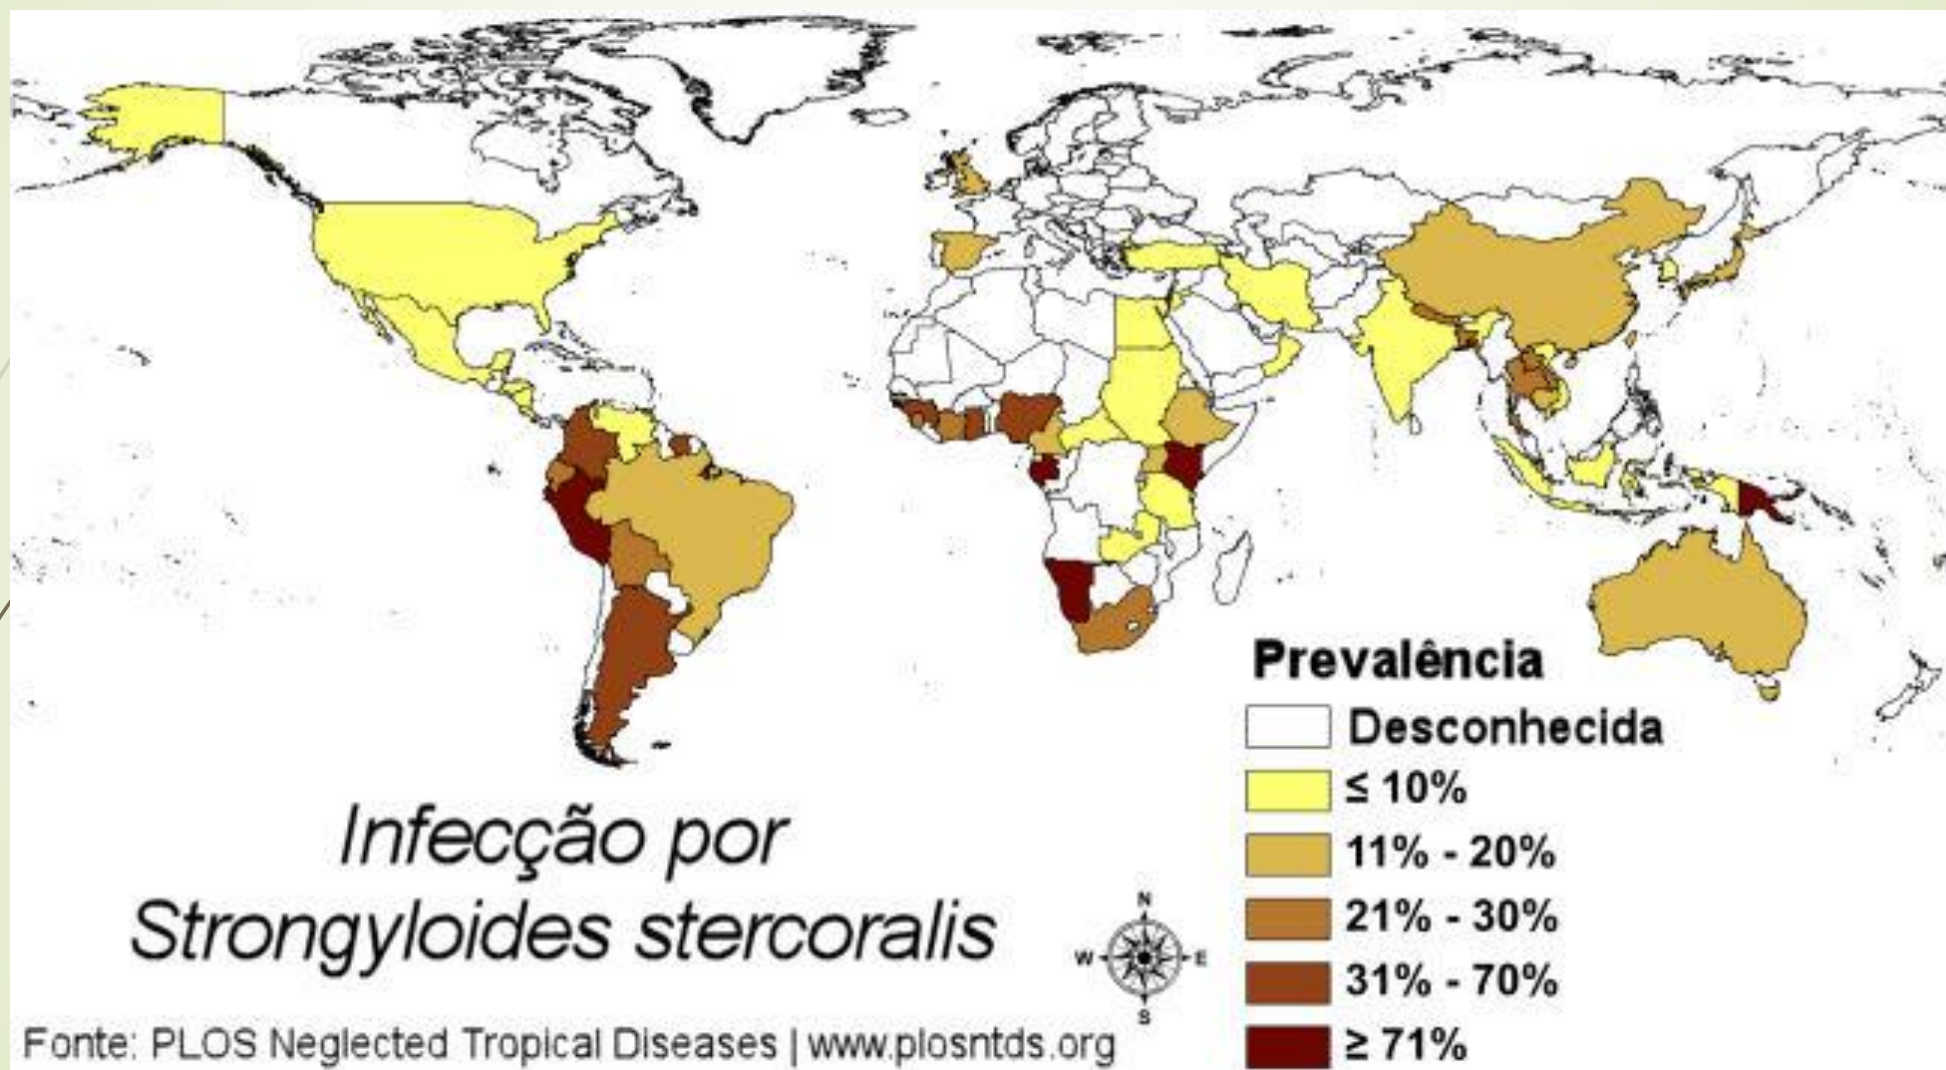 Prevalência
Desconhecida
≤ 10%
11% - 20%
21% - 30%
31% - 70%
≥ 71%
Infecção por
Strongyloides stercoralis
N
W
E
S
Fonte: PLOS Neglected Tropical Diseases | www.plosntds.org